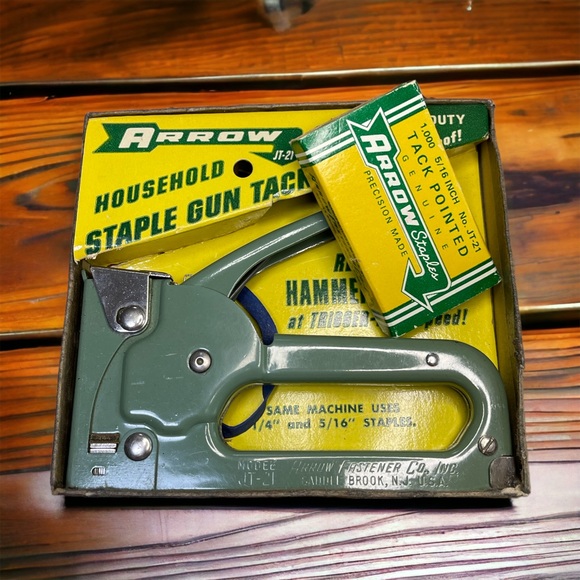 ARROW
JT-21
HOUSEHOLD
STAPLE GUN TACK
DUTY
of!
1,000 5/16 INCH No. JT-21
TACK POINTED
GENUINE
ARROW Staples
PRECISION MADE
HAMME
at TRIGGER-
peed!
SAME MACHINE USES
1/4" and 5/16" STAPLES.
MODEL
JT-21
ARROW FASTENER CO., INC.
SADDLE BROOK, N.J. U.S.A.